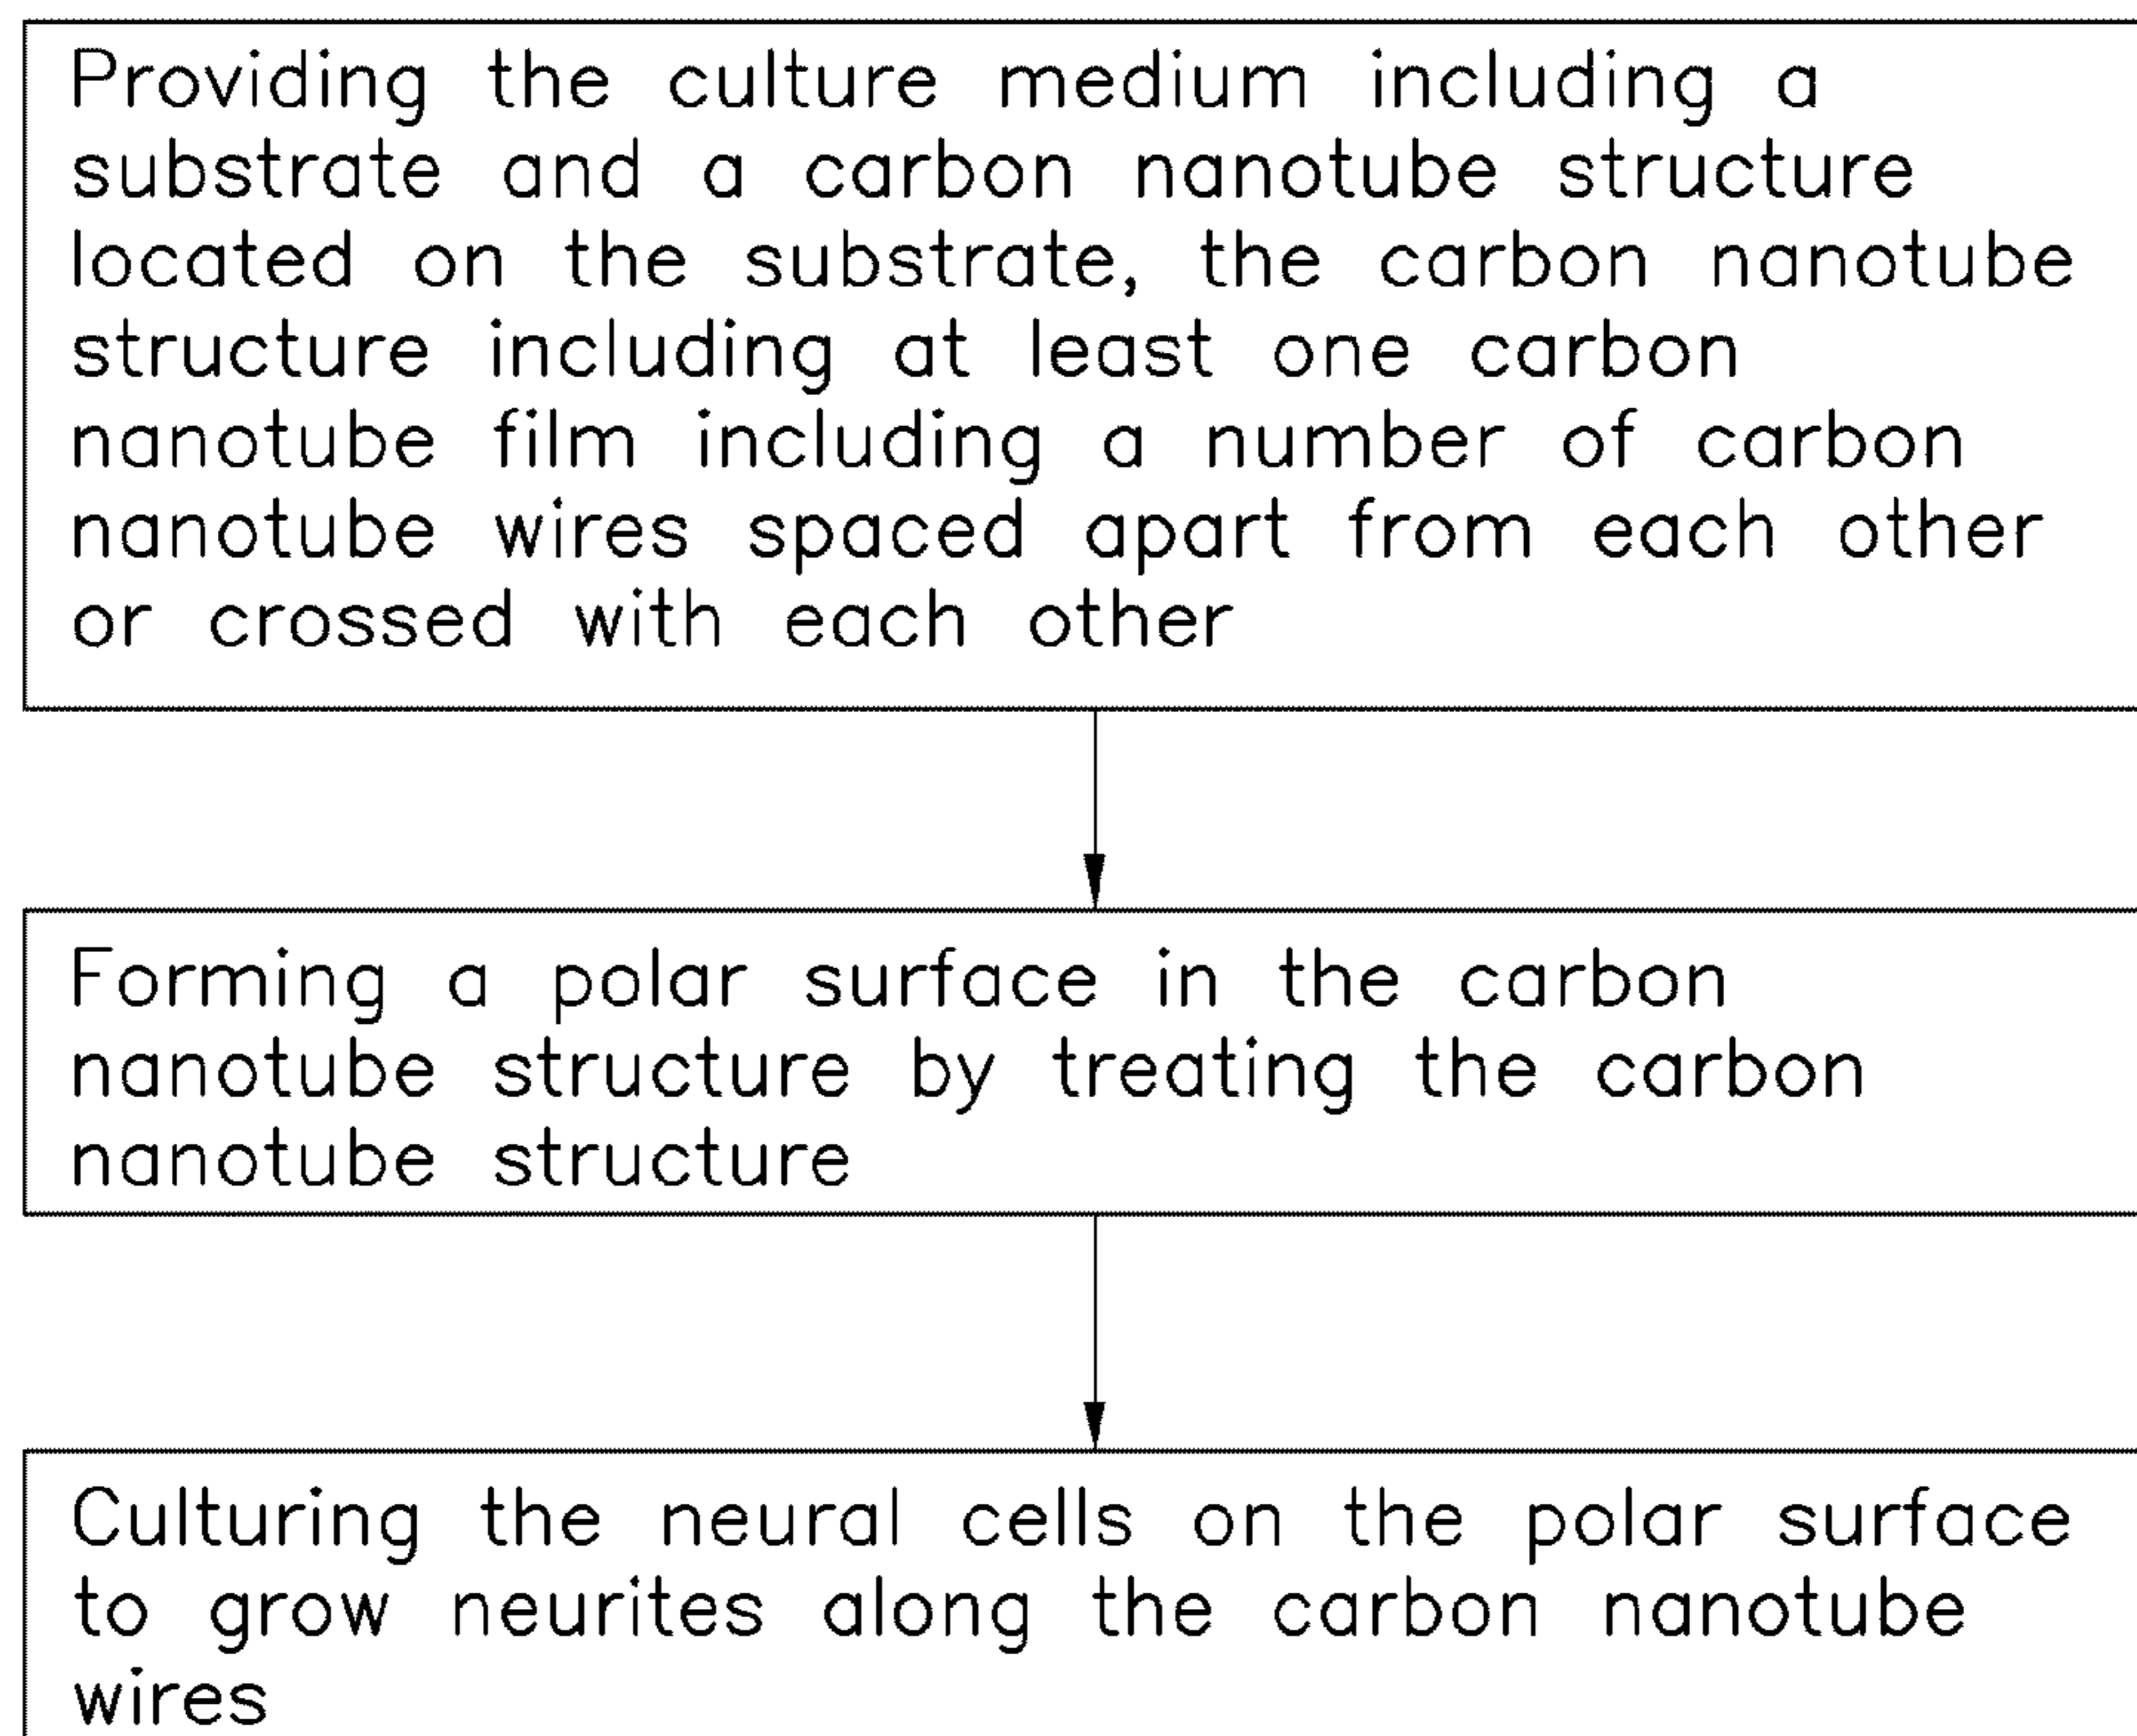 Providing the culture medium including a
substrate and a carbon nanotube structure
located on the substrate, the carbon nanotube
structure including at least one carbon
nanotube film including a number of carbon
nanotube wires spaced apart from each other
or crossed with each other
Forming a polar surface in the carbon
nanotube structure by treating the carbon
nanotube structure
Culturing the neural cells on the polar surface
to grow neurites along the carbon nanotube
wires